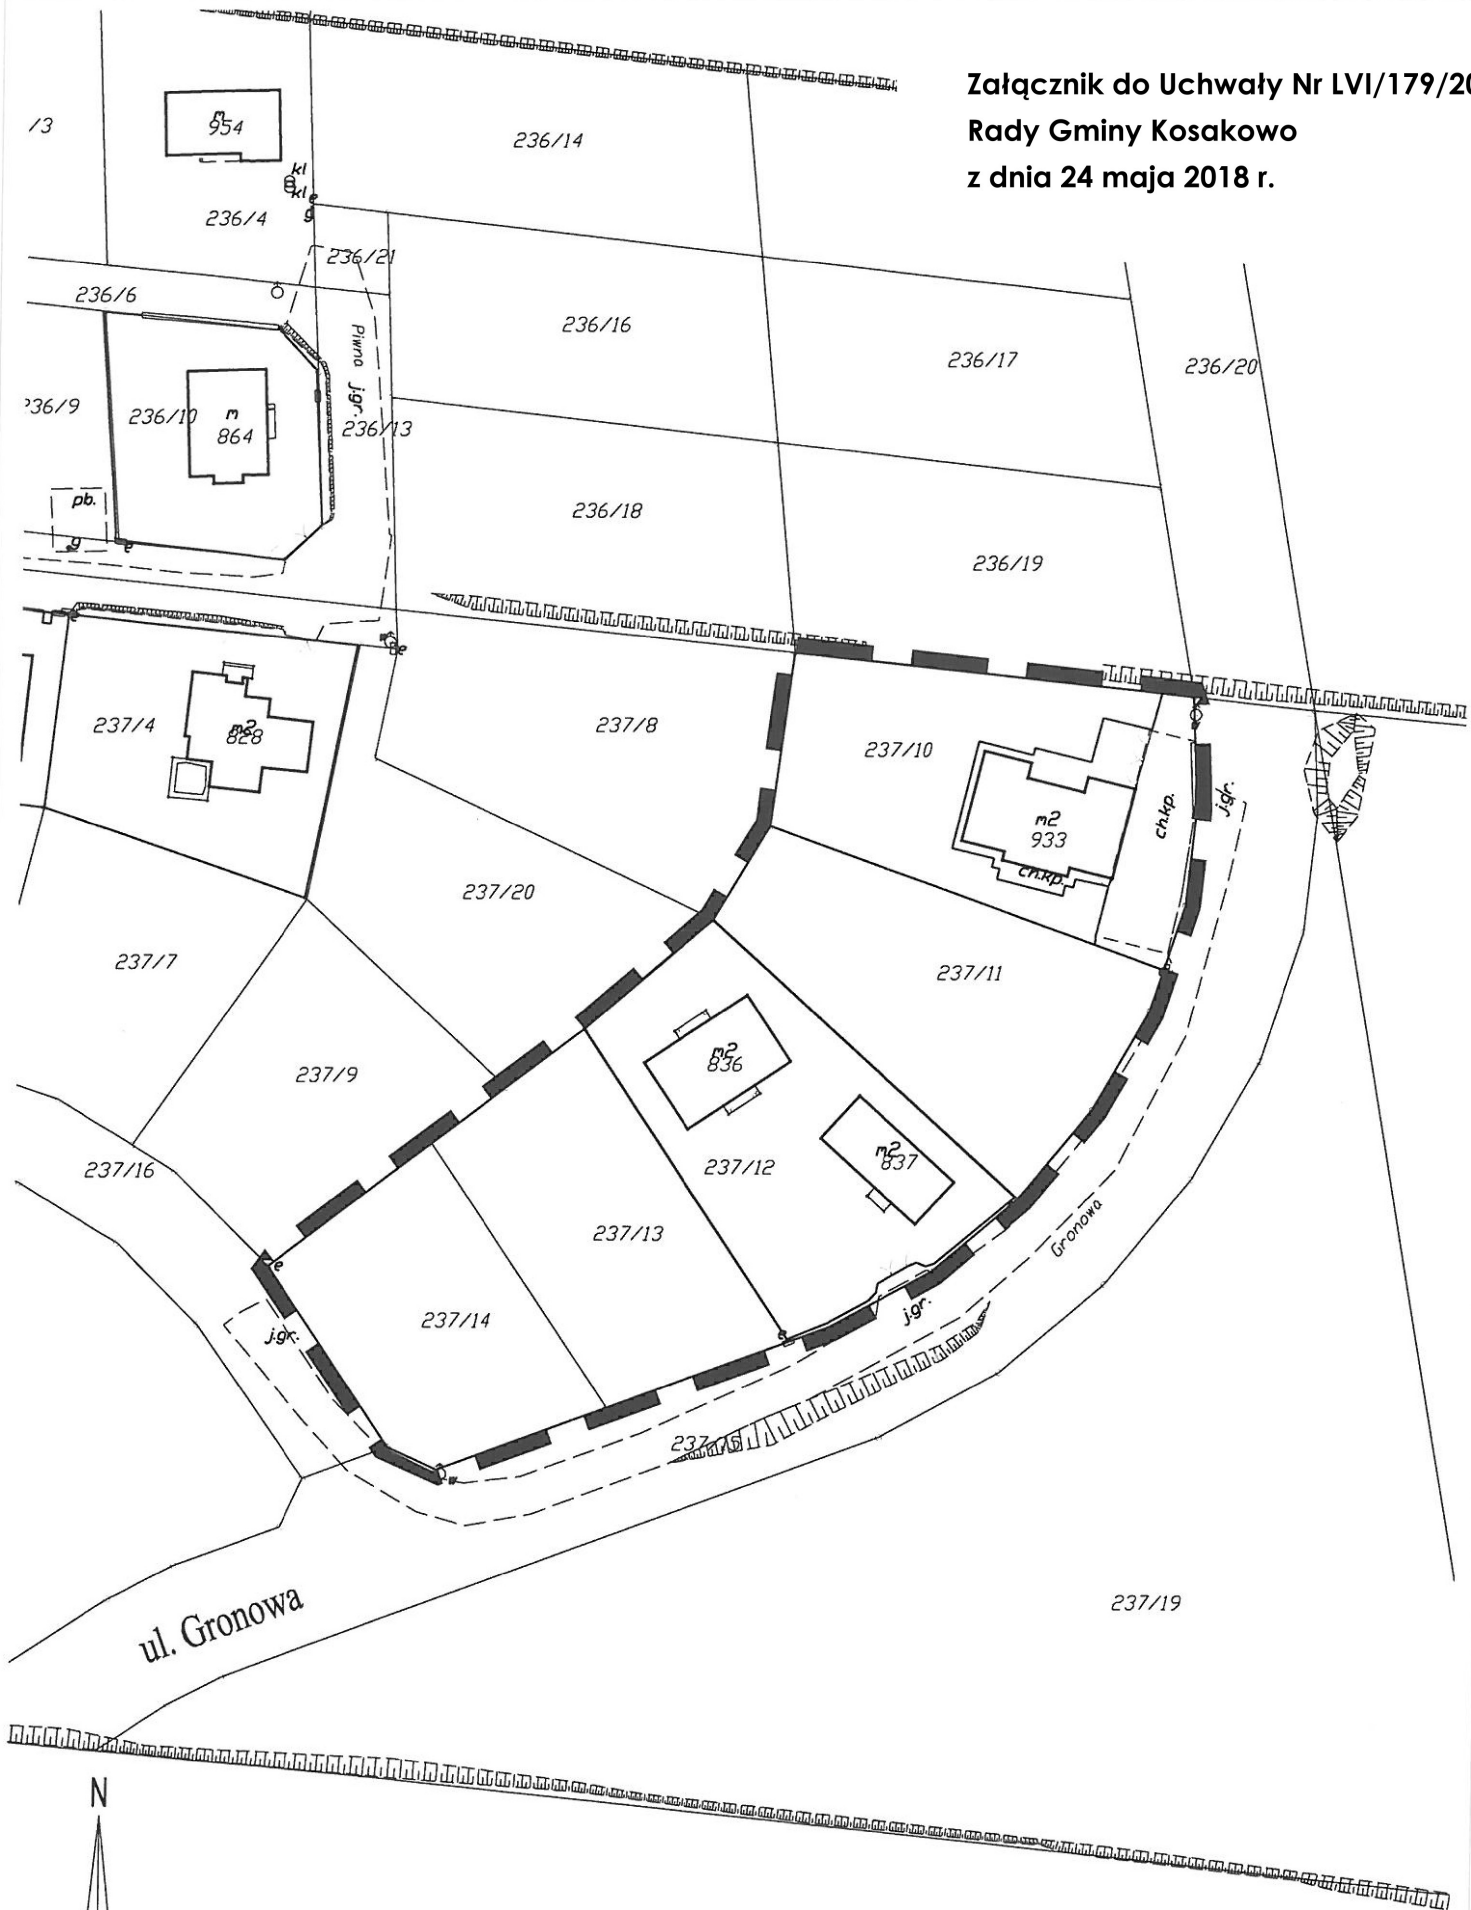 Załącznik do Uchwały Nr LVI/179/20
Rady Gminy Kosakowo
z dnia 24 maja 2018 r.
/3
m
954
236/14
kl
kl
e
g
236/4
236/21
236/6
236/16
Piwna
j.gr.
236/17
236/20
236/9
236/10
m
864
236/13
pb.
g
e
236/18
236/19
e
e
237/4
m2
828
237/8
237/10
w
m2
933
ch.kp.
ch.kp.
j.gr.
237/20
237/7
237/11
237/9
m2
836
237/16
237/12
m2
837
237/13
Gronowa
e
237/14
j.gr.
j.gr.
e
237/15
w
ul. Gronowa
237/19
N